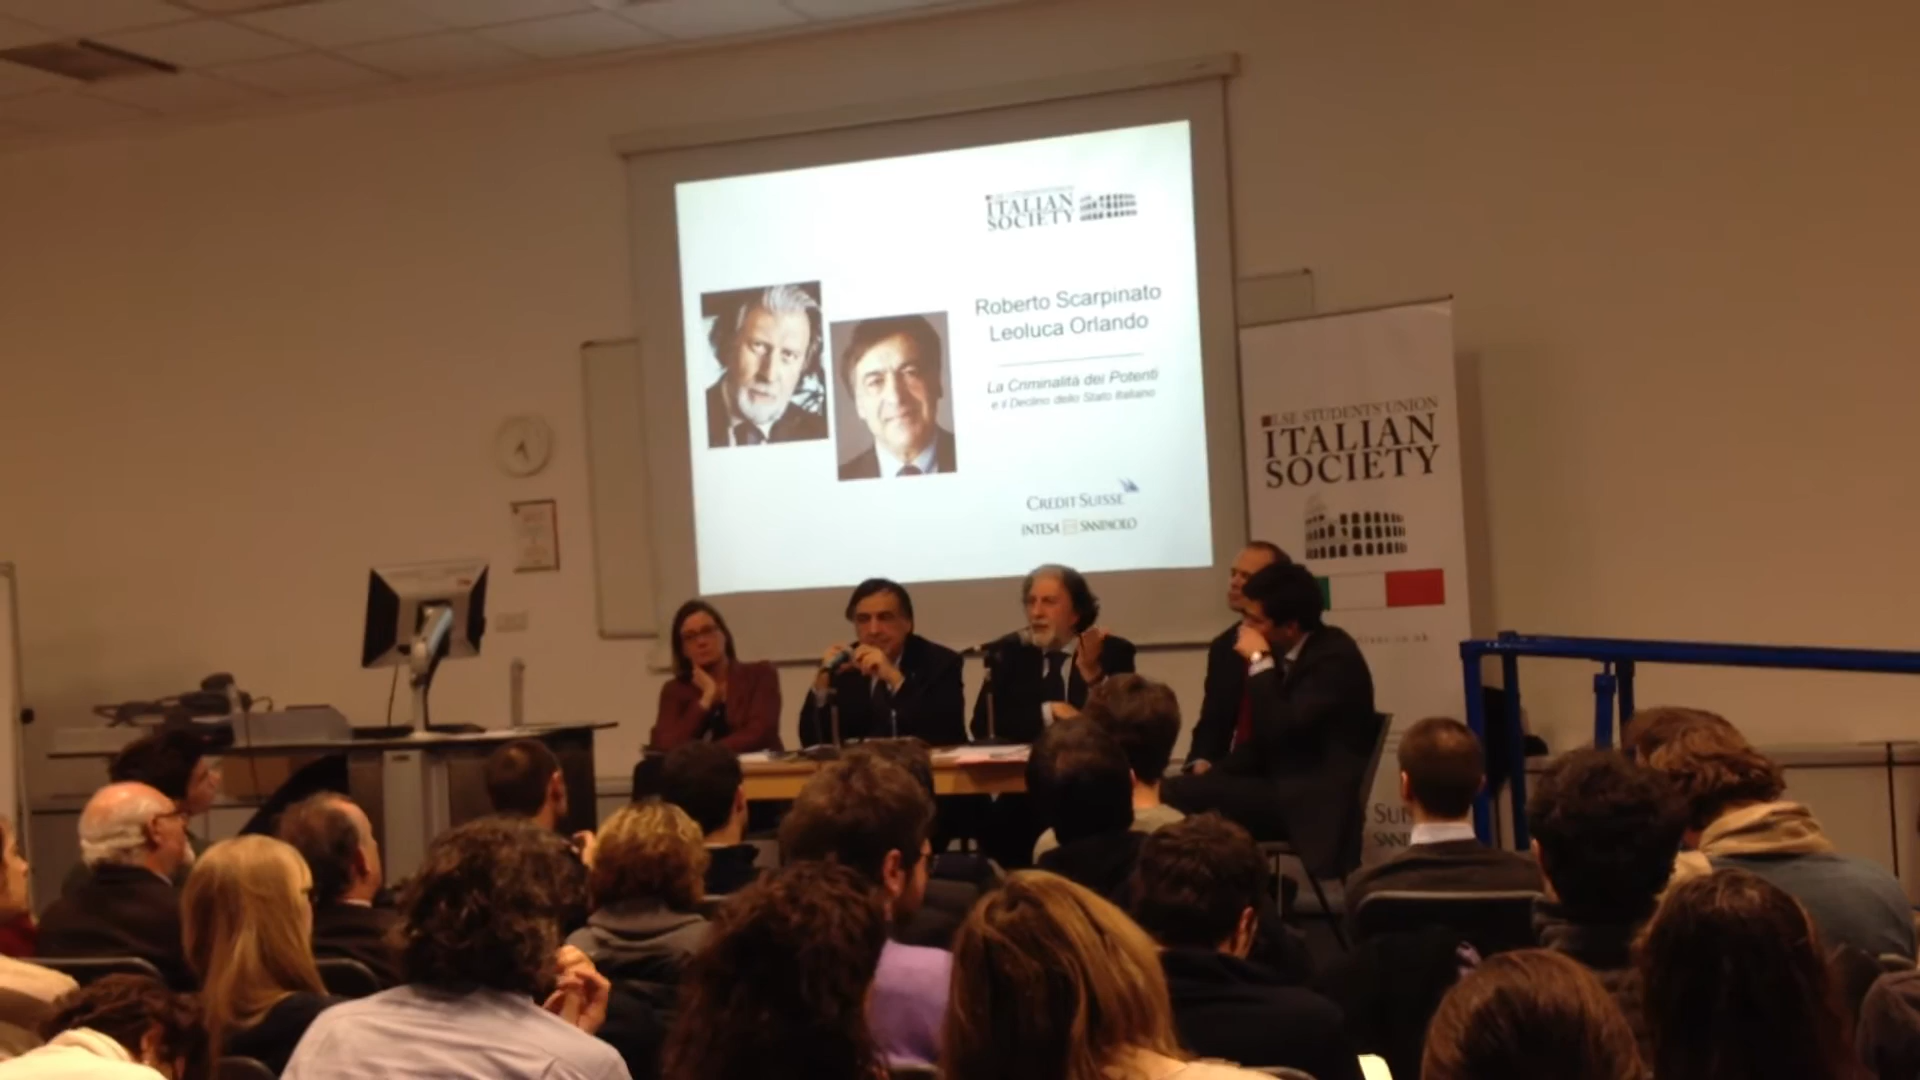 ITALIAN
SOCIETY
Roberto Scarpinato
Leoluca Orlando
La Criminalità dei Potenti
e il Declino dello Stato Italiano
CREDIT SUISSE
INTESA SANPAOLO
LSE STUDENTS' UNION
ITALIAN
SOCIETY